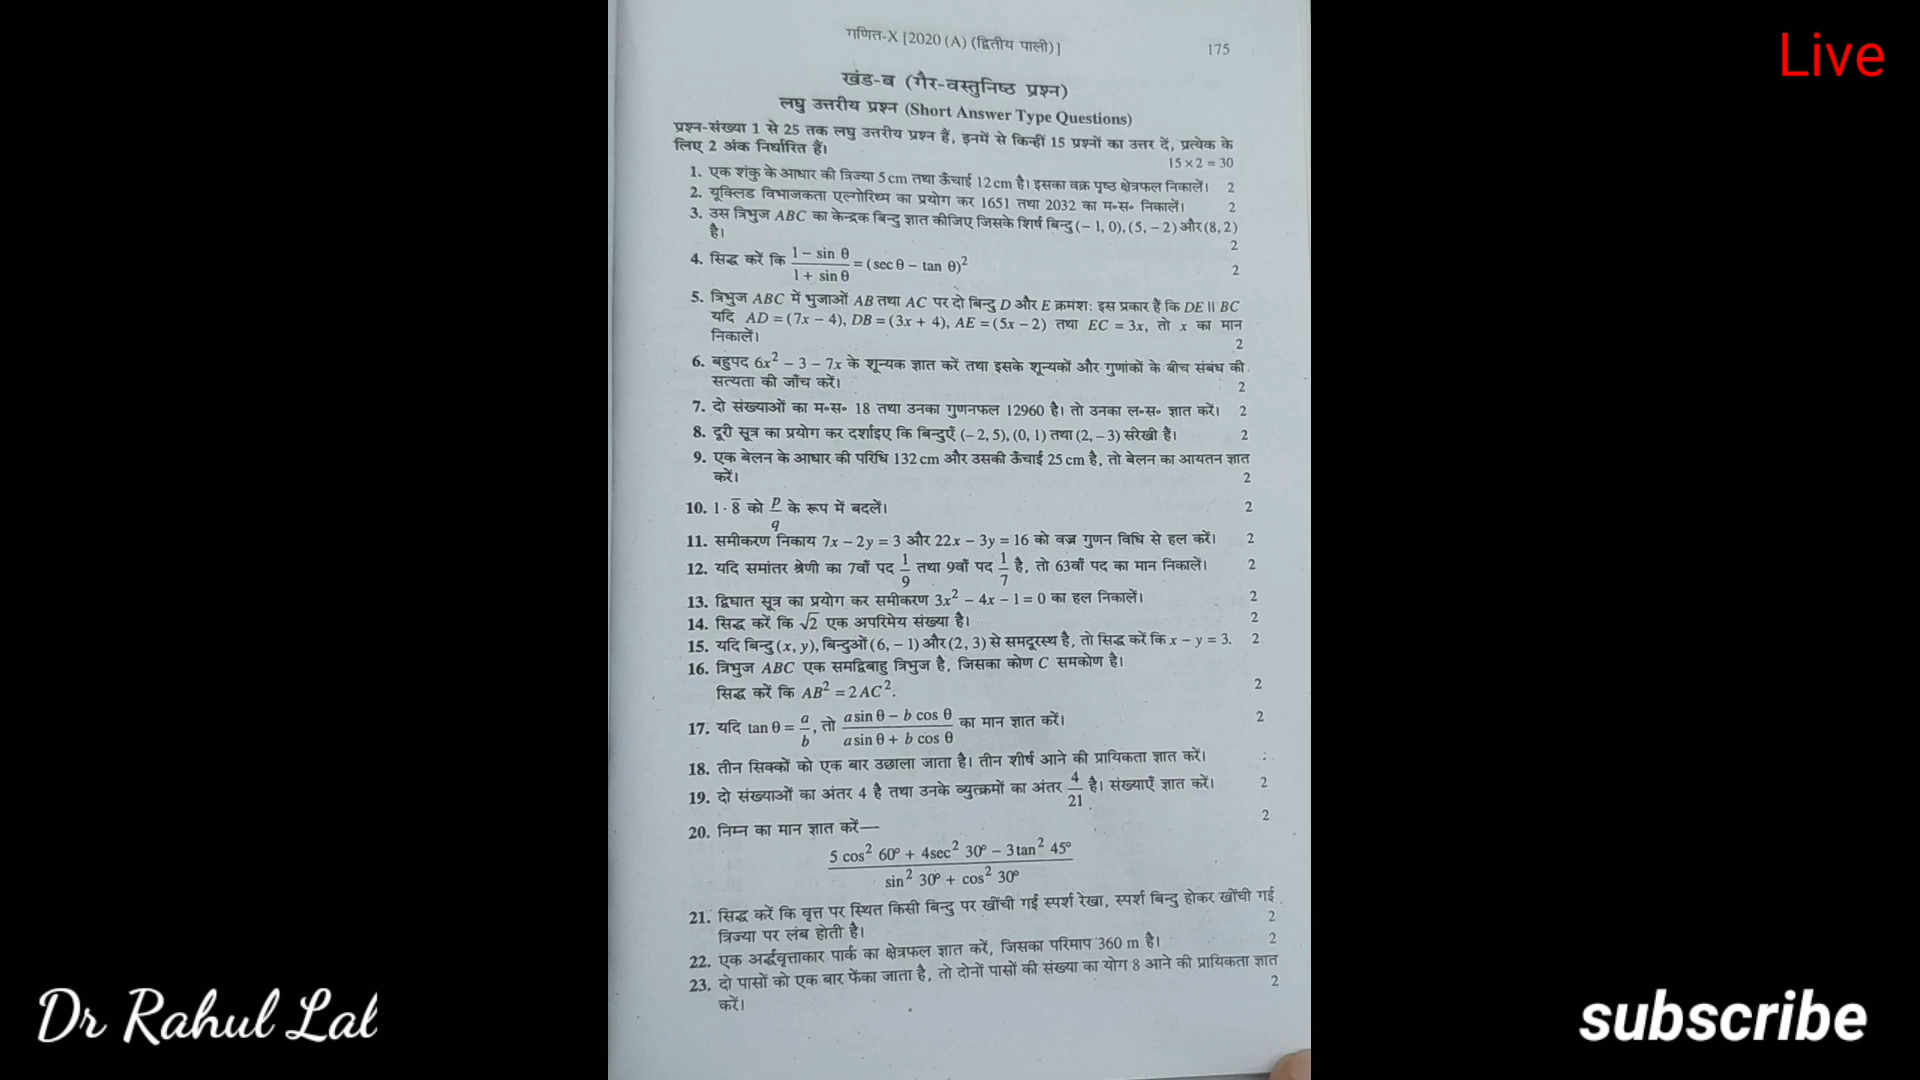 गणित-X [2020 (A) (द्वितीय पाली)] 175
Live
खंड-ब (गैर-वस्तुनिष्ठ प्रश्न)
लघु उत्तरीय प्रश्न (Short Answer Type Questions)
प्रश्न-संख्या 1 से 25 तक लघु उत्तरीय प्रश्न हैं, इनमें से किन्हीं 15 प्रश्नों का उत्तर दें, प्रत्येक के
लिए 2 अंक निर्धारित हैं।
15 × 2 = 30
1. एक शंकु के आधार की त्रिज्या 5 cm तथा ऊँचाई 12 cm है। इसका वक्र पृष्ठ क्षेत्रफल निकालें। 2
2. यूक्लिड विभाजकता एल्गोरिथ्म का प्रयोग कर 1651 तथा 2032 का म॰स॰ निकालें। 2
3. उस त्रिभुज ABC का केन्द्रक बिन्दु ज्ञात कीजिए जिसके शिर्ष बिन्दु (– 1, 0), (5, – 2) और (8, 2)
है। 2
4. सिद्ध करें कि (1 – sin θ)/(1 + sin θ) = (sec θ – tan θ)² 2
5. त्रिभुज ABC में भुजाओं AB तथा AC पर दो बिन्दु D और E क्रमशः इस प्रकार हैं कि DE || BC
यदि AD = (7x – 4), DB = (3x + 4), AE = (5x – 2) तथा EC = 3x, तो x का मान
निकालें। 2
6. बहुपद 6x² – 3 – 7x के शून्यक ज्ञात करें तथा इसके शून्यकों और गुणांकों के बीच संबंध की
सत्यता की जाँच करें। 2
7. दो संख्याओं का म॰स॰ 18 तथा उनका गुणनफल 12960 है। तो उनका ल॰स॰ ज्ञात करें। 2
8. दूरी सूत्र का प्रयोग कर दर्शाइए कि बिन्दुएँ (– 2, 5), (0, 1) तथा (2, – 3) संरेखी हैं। 2
9. एक बेलन के आधार की परिधि 132 cm और उसकी ऊँचाई 25 cm है, तो बेलन का आयतन ज्ञात
करें। 2
10. 1·8̄ को p/q के रूप में बदलें। 2
11. समीकरण निकाय 7x – 2y = 3 और 22x – 3y = 16 को वज्र गुणन विधि से हल करें। 2
12. यदि समांतर श्रेणी का 7वाँ पद 1/9 तथा 9वाँ पद 1/7 है, तो 63वाँ पद का मान निकालें। 2
13. द्विघात सूत्र का प्रयोग कर समीकरण 3x² – 4x – 1 = 0 का हल निकालें। 2
14. सिद्ध करें कि √2 एक अपरिमेय संख्या है। 2
15. यदि बिन्दु (x, y), बिन्दुओं (6, – 1) और (2, 3) से समदूरस्थ है, तो सिद्ध करें कि x – y = 3. 2
16. त्रिभुज ABC एक समद्विबाहु त्रिभुज है, जिसका कोण C समकोण है।
सिद्ध करें कि AB² = 2AC². 2
17. यदि tan θ = a/b, तो (a sin θ – b cos θ)/(a sin θ + b cos θ) का मान ज्ञात करें। 2
18. तीन सिक्कों को एक बार उछाला जाता है। तीन शीर्ष आने की प्रायिकता ज्ञात करें।
19. दो संख्याओं का अंतर 4 है तथा उनके व्युत्क्रमों का अंतर 4/21 है। संख्याएँ ज्ञात करें। 2
20. निम्न का मान ज्ञात करें— 2
(5 cos² 60° + 4sec² 30° – 3 tan² 45°)/(sin² 30° + cos² 30°)
21. सिद्ध करें कि वृत्त पर स्थित किसी बिन्दु पर खींची गई स्पर्श रेखा, स्पर्श बिन्दु होकर खींची गई
त्रिज्या पर लंब होती है। 2
22. एक अर्द्धवृत्ताकार पार्क का क्षेत्रफल ज्ञात करें, जिसका परिमाप 360 m है। 2
23. दो पासों को एक बार फेंका जाता है, तो दोनों पासों की संख्या का योग 8 आने की प्रायिकता ज्ञात
करें। 2
Dr Rahul Lal
subscribe